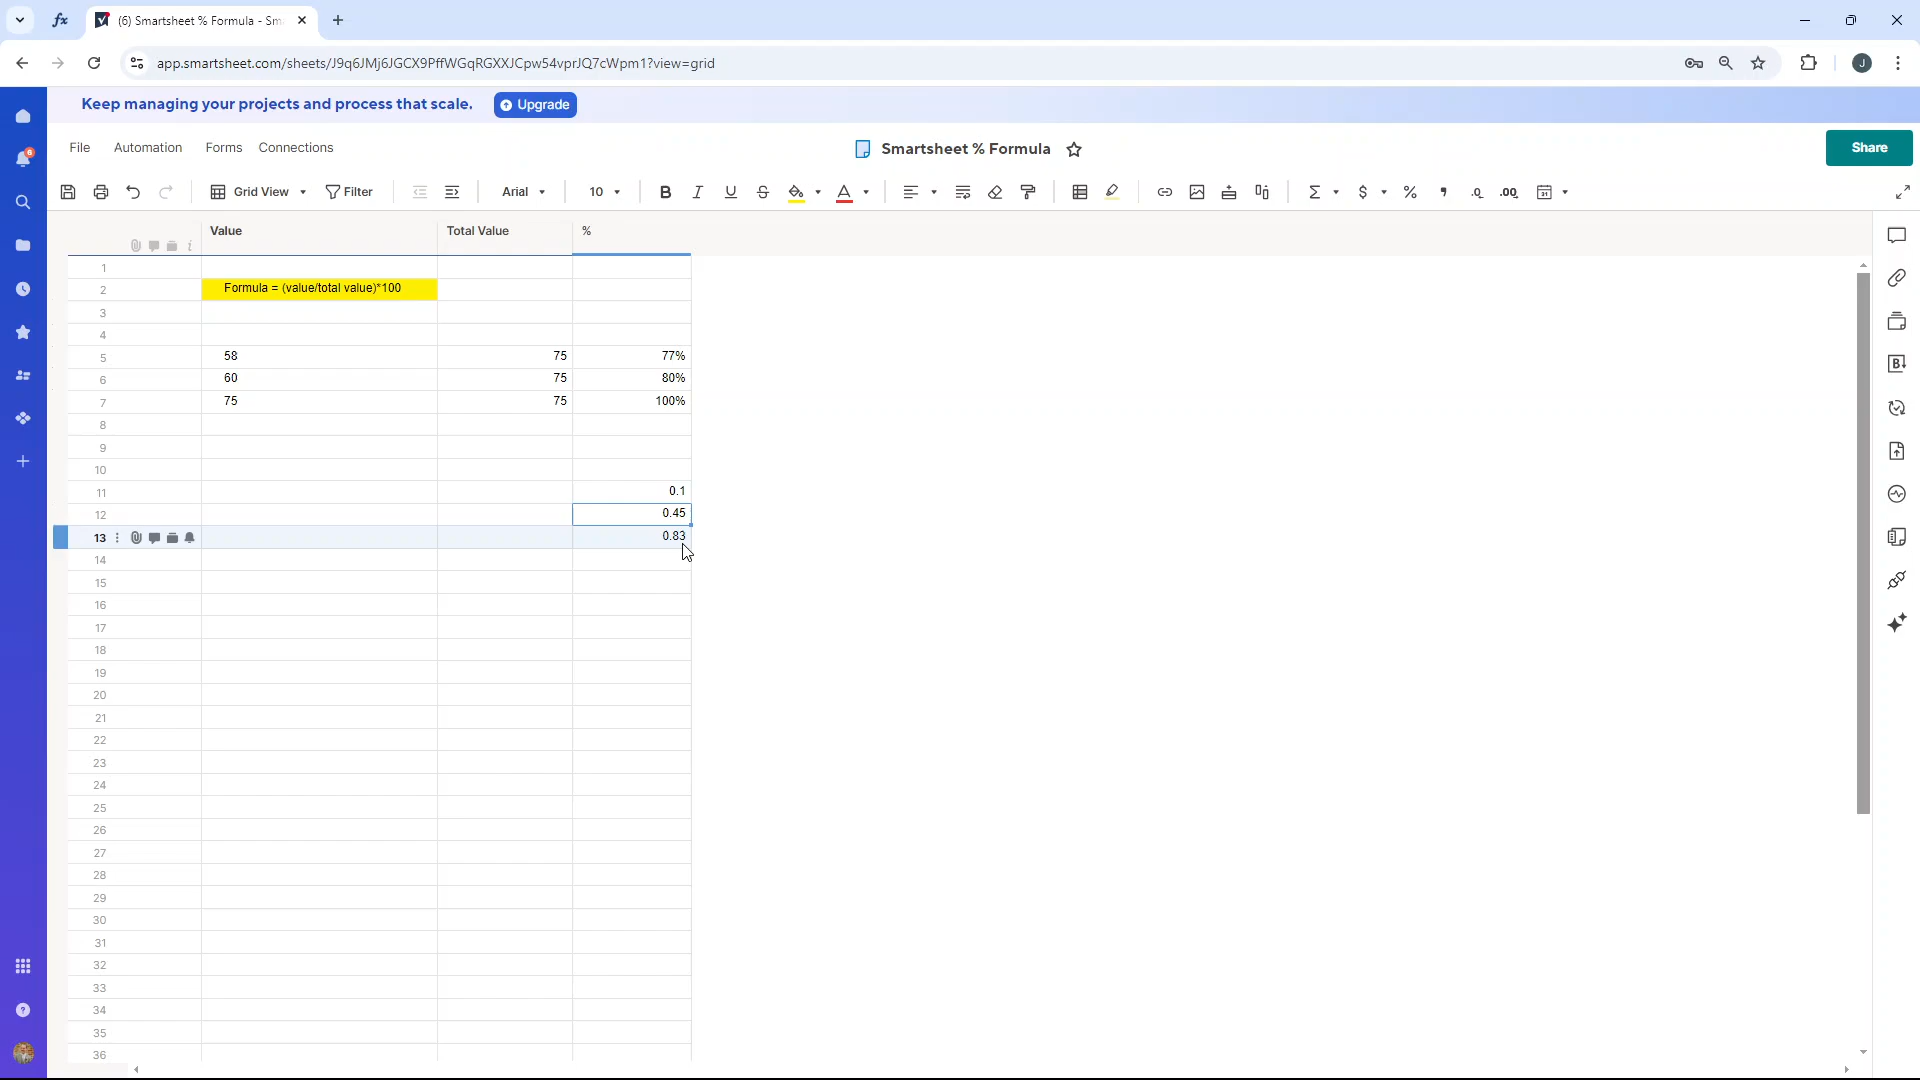 (6) Smartsheet % Formula - Sm
app.smartsheet.com/sheets/J9q6JMj6JGCX9PffWGqRGXXJCpw54vprJQ7cWpm1?view=grid
J
Keep managing your projects and process that scale.
Upgrade
6
File
Automation
Forms
Connections
Smartsheet % Formula
Share
Grid View
Filter
Arial
10
B
I
U
S
A
Σ
$
%
,
.0
.00
31
Value
Total Value
%
1
2
Formula = (value/total value)*100
3
4
5
58
75
77%
6
60
75
80%
7
75
75
100%
8
9
10
11
0.1
12
0.45
13
0.83
14
15
16
17
18
19
20
21
22
23
24
25
26
27
28
29
30
31
32
33
34
35
36